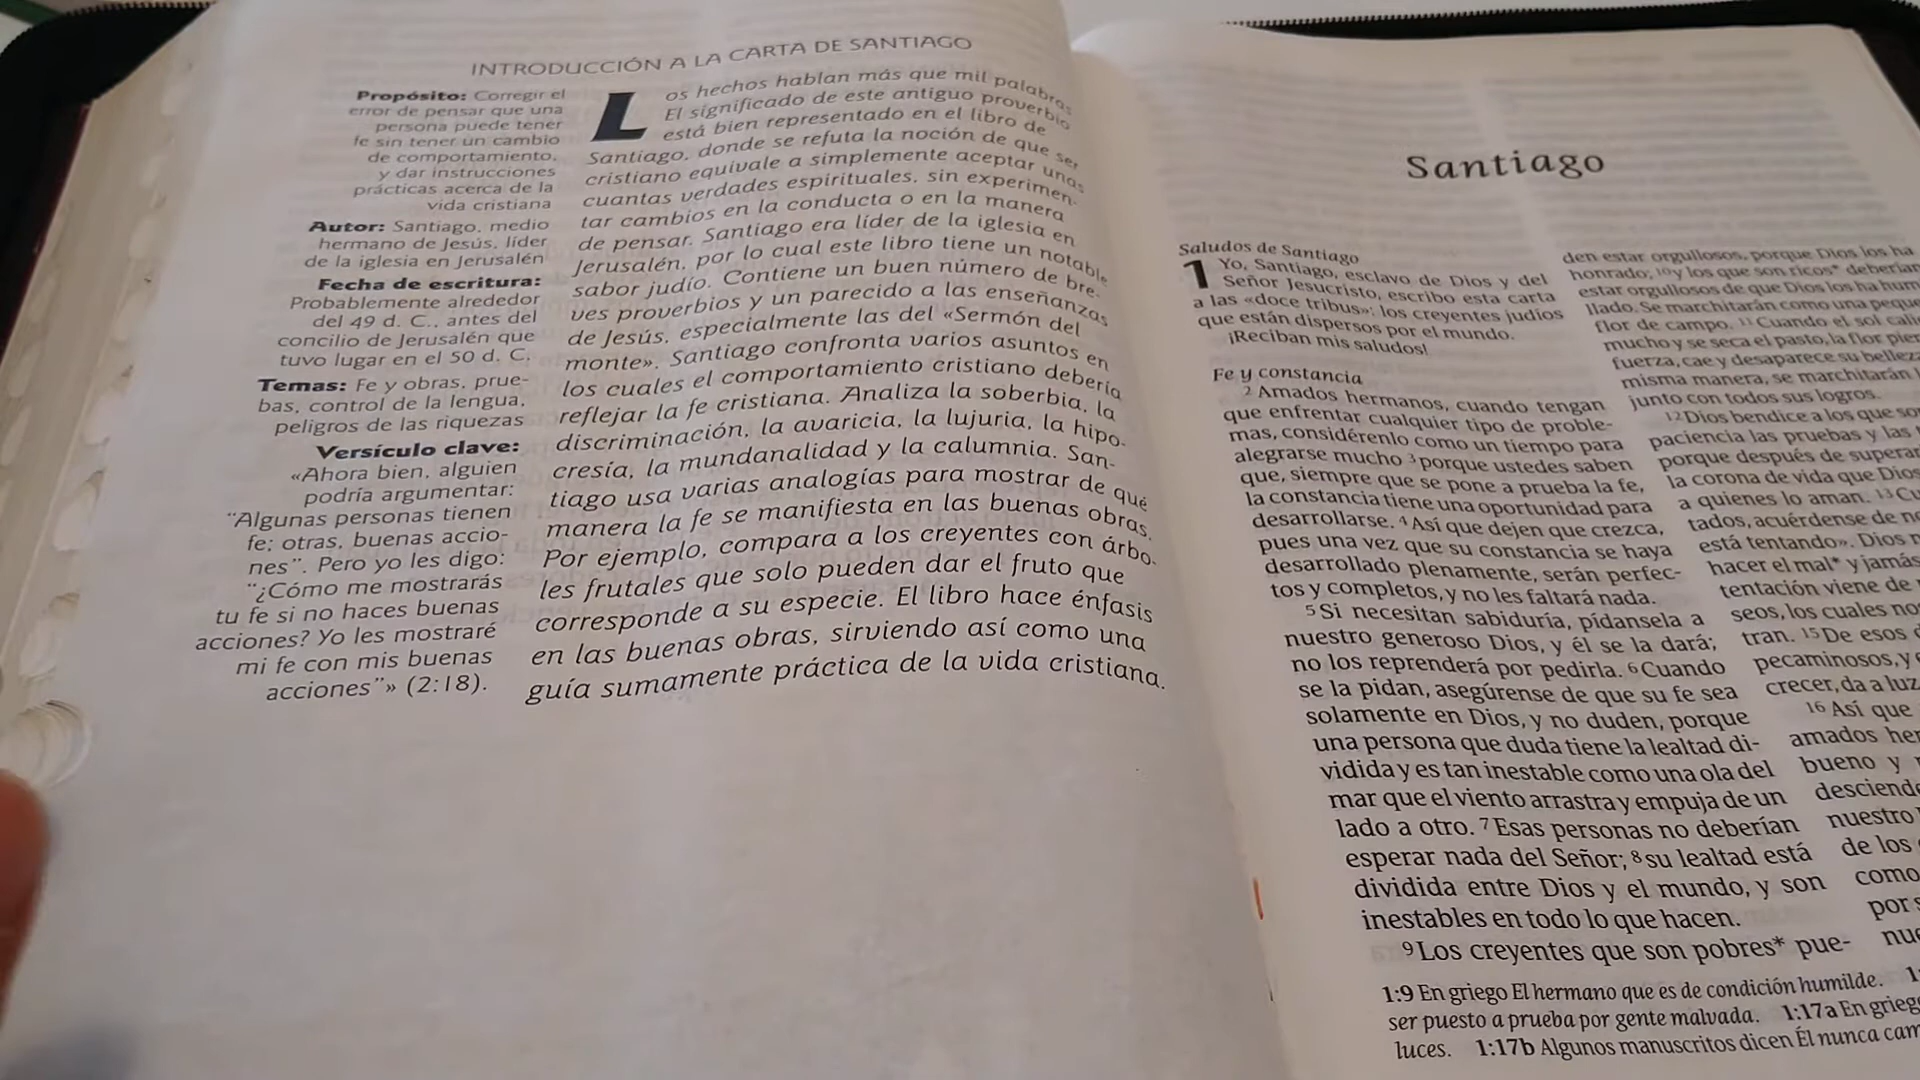 INTRODUCCIÓN A LA CARTA DE SANTIAGO
Propósito: Corregir el
error de pensar que una
persona puede tener
fe sin tener un cambio
de comportamiento,
y dar instrucciones
prácticas acerca de la
vida cristiana
Autor: Santiago, medio
hermano de Jesús, líder
de la iglesia en Jerusalén
Fecha de escritura:
Probablemente alrededor
del 49 d. C., antes del
concilio de Jerusalén que
tuvo lugar en el 50 d. C.
Temas: Fe y obras, prue-
bas, control de la lengua,
peligros de las riquezas
Versículo clave:
«Ahora bien, alguien
podría argumentar:
"Algunas personas tienen
fe; otras, buenas accio-
nes". Pero yo les digo:
"¿Cómo me mostrarás
tu fe si no haces buenas
acciones? Yo les mostraré
mi fe con mis buenas
acciones"» (2:18).
Los hechos hablan más que mil palabras
El significado de este antiguo proverbio
está bien representado en el libro de
Santiago, donde se refuta la noción de que ser
cristiano equivale a simplemente aceptar unas
cuantas verdades espirituales, sin experimen-
tar cambios en la conducta o en la manera
de pensar. Santiago era líder de la iglesia en
Jerusalén, por lo cual este libro tiene un notable
sabor judío. Contiene un buen número de bre-
ves proverbios y un parecido a las enseñanzas
de Jesús, especialmente las del «Sermón del
monte». Santiago confronta varios asuntos en
los cuales el comportamiento cristiano debería
reflejar la fe cristiana. Analiza la soberbia, la
discriminación, la avaricia, la lujuria, la hipo-
cresía, la mundanalidad y la calumnia. San-
tiago usa varias analogías para mostrar de qué
manera la fe se manifiesta en las buenas obras.
Por ejemplo, compara a los creyentes con árbo-
les frutales que solo pueden dar el fruto que
corresponde a su especie. El libro hace énfasis
en las buenas obras, sirviendo así como una
guía sumamente práctica de la vida cristiana.
Santiago
Saludos de Santiago
1 Yo, Santiago, esclavo de Dios y del
Señor Jesucristo, escribo esta carta
a las «doce tribus»: los creyentes judíos
que están dispersos por el mundo.
¡Reciban mis saludos!
Fe y constancia
2 Amados hermanos, cuando tengan
que enfrentar cualquier tipo de proble-
mas, considérenlo como un tiempo para
alegrarse mucho 3 porque ustedes saben
que, siempre que se pone a prueba la fe,
la constancia tiene una oportunidad para
desarrollarse. 4 Así que dejen que crezca,
pues una vez que su constancia se haya
desarrollado plenamente, serán perfec-
tos y completos, y no les faltará nada.
5 Si necesitan sabiduría, pídansela a
nuestro generoso Dios, y él se la dará;
no los reprenderá por pedirla. 6 Cuando
se la pidan, asegúrense de que su fe sea
solamente en Dios, y no duden, porque
una persona que duda tiene la lealtad di-
vidida y es tan inestable como una ola del
mar que el viento arrastra y empuja de un
lado a otro. 7 Esas personas no deberían
esperar nada del Señor; 8 su lealtad está
dividida entre Dios y el mundo, y son
inestables en todo lo que hacen.
9 Los creyentes que son pobres* pue-
den estar orgullosos, porque Dios los ha
honrado; 10 y los que son ricos* deberían
estar orgullosos de que Dios los ha hum
llado. Se marchitarán como una peque
flor de campo. 11 Cuando el sol calie
mucho y se seca el pasto, la flor pier
fuerza, cae y desaparece su belleza
misma manera, se marchitarán l
junto con todos sus logros.
12 Dios bendice a los que so
paciencia las pruebas y las
porque después de superar
la corona de vida que Dios
a quienes lo aman. 13 Cu
tados, acuérdense de n
está tentando». Dios n
hacer el mal* y jamás
tentación viene de
seos, los cuales no
tran. 15 De esos
pecaminosos, y
crecer, da a luz
16 Así que
amados her
bueno y
desciende
nuestro
de los
como
por s
nu
1:9 En griego El hermano que es de condición humilde. 1:
ser puesto a prueba por gente malvada. 1:17a En grieg
luces. 1:17b Algunos manuscritos dicen Él nunca cam